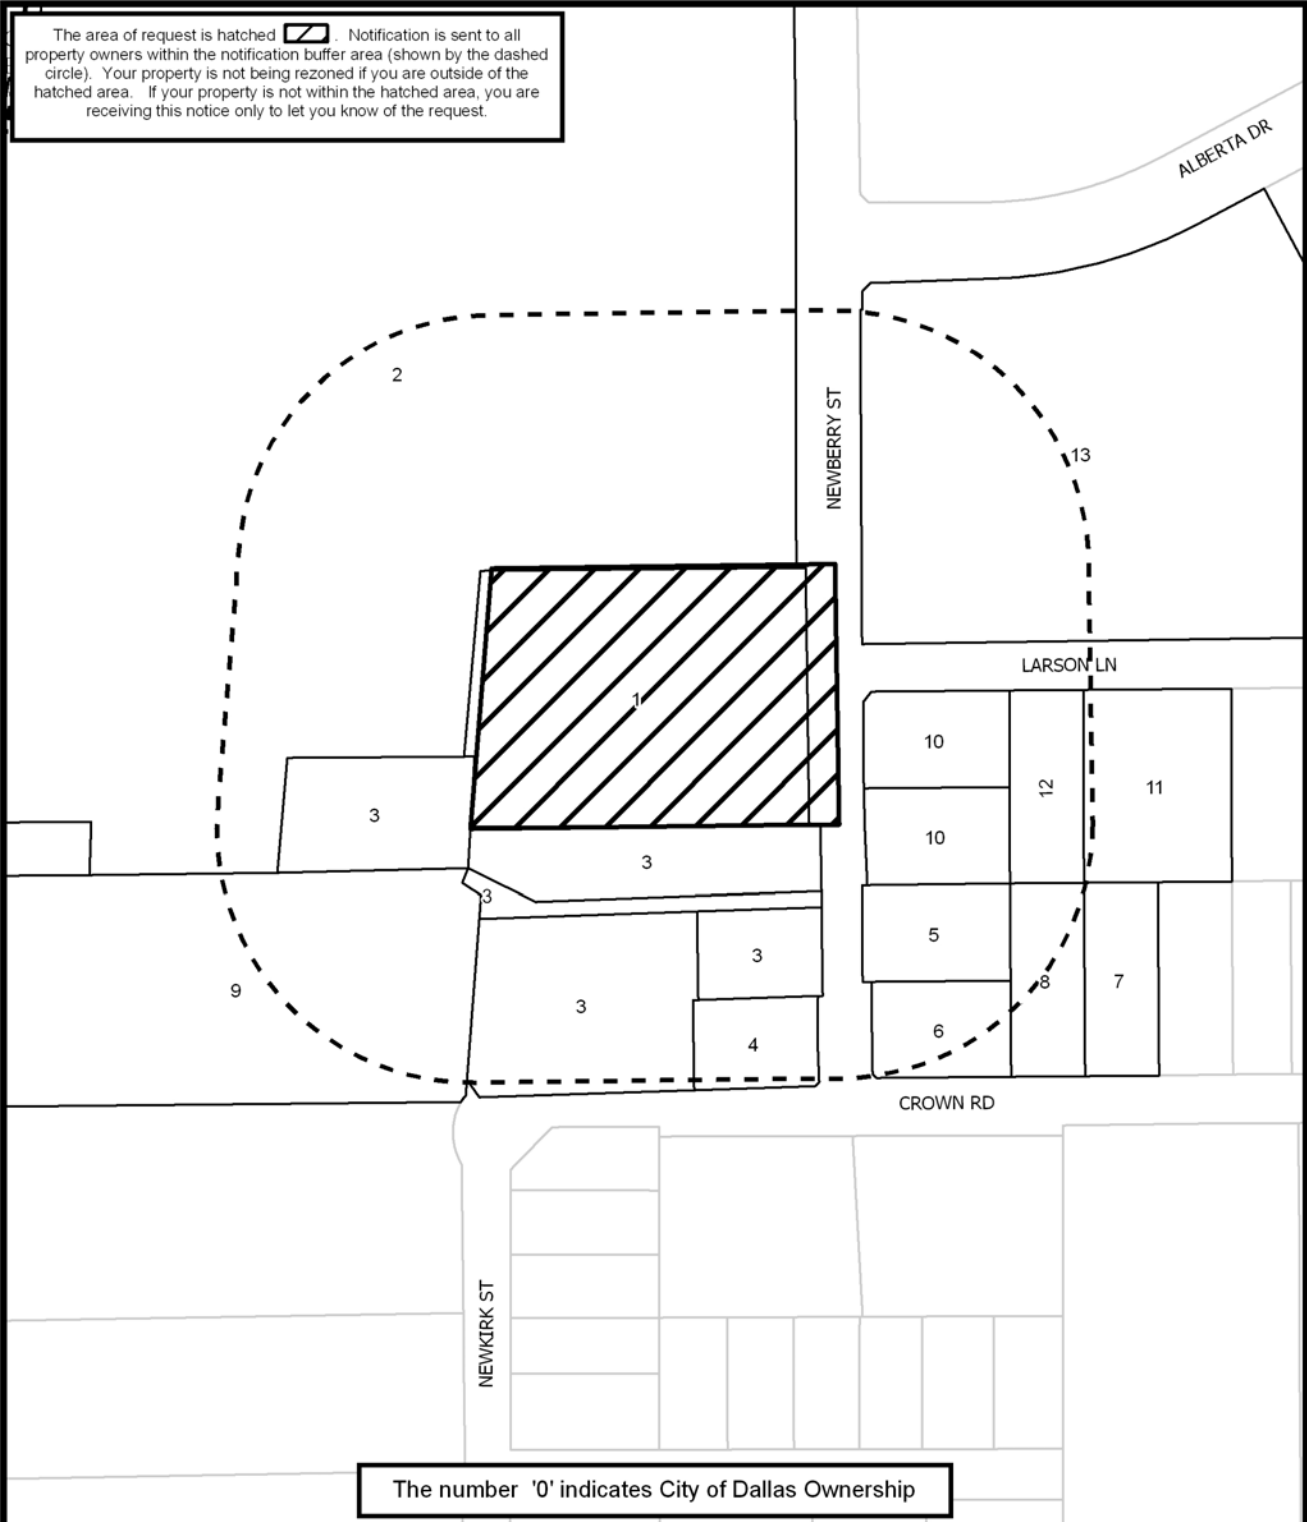 The area of request is hatched . Notification is sent to all
property owners within the notification buffer area (shown by the dashed
circle). Your property is not being rezoned if you are outside of the
hatched area. If your property is not within the hatched area, you are
receiving this notice only to let you know of the request.
ALBERTA DR
2
NEWBERRY ST
13
LARSON LN
1
10
12
11
3
10
3
3
5
3
8
7
9
3
6
4
CROWN RD
NEWKIRK ST
The number '0' indicates City of Dallas Ownership